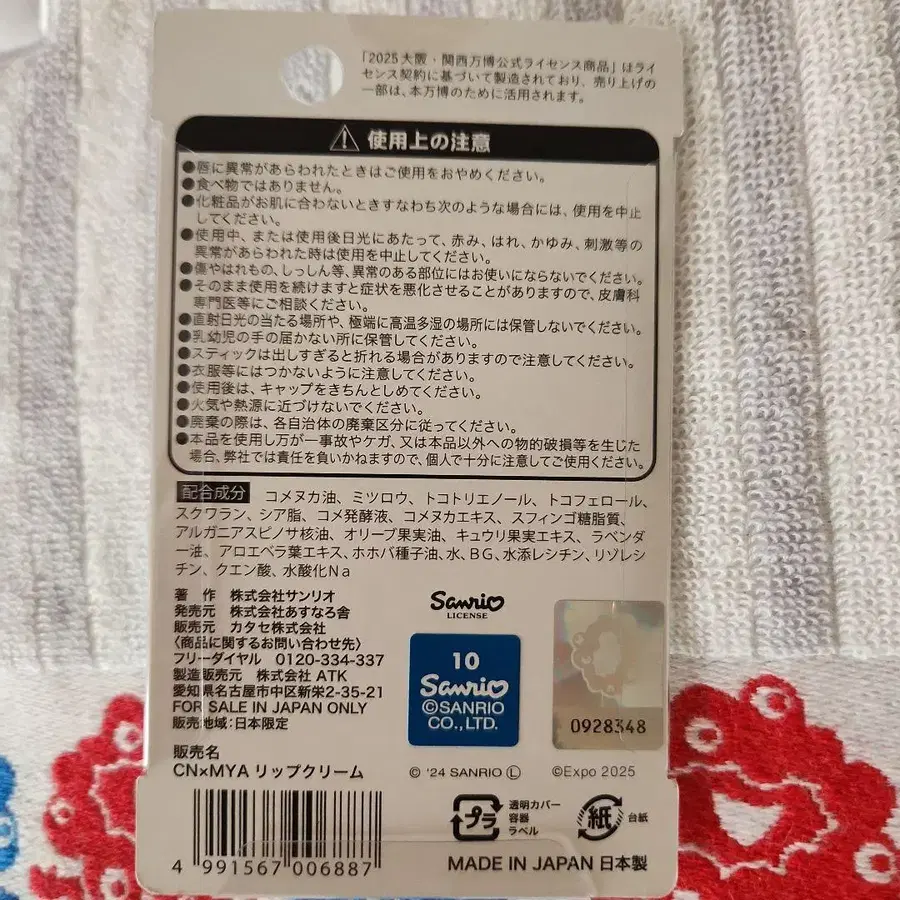 「2025大阪・関西万博公式ライセンス商品」はライ
センス契約に基づいて製造されており、売り上げの
一部は、本万博のために活用されます。
使用上の注意
●唇に異常があらわれたときはご使用をおやめください。
●食べ物ではありません。
●化粧品がお肌に合わないときすなわち次のような場合には、使用を中止
してください。
●使用中、または使用後日光にあたって、赤み、はれ、かゆみ、刺激等の
異常があらわれた時は使用を中止してください。
●傷やはれもの、しっしん等、異常のある部位にはお使いにならないでください。
●そのまま使用を続けますと症状を悪化させることがありますので、皮膚科
専門医等にご相談ください。
●直射日光の当たる場所や、極端に高温多湿の場所には保管しないでください。
●乳幼児の手の届かない所に保管してください。
●スティックは出しすぎると折れる場合がありますので注意してください。
●衣服等にはつかないように注意してください。
●使用後は、キャップをきちんとしめてください。
●火気や熱源に近づけないでください。
●廃棄の際は、各自治体の廃棄区分に従ってください。
●本品を使用し万が一事故やケガ、又は本品以外への物的破損等を生じた
場合、弊社では責任を負いかねますので、個人で十分に注意してご使用ください。
配合成分 コメヌカ油、ミツロウ、トコトリエノール、トコフェロール、
スクワラン、シア脂、コメ発酵液、コメヌカエキス、スフィンゴ糖脂質、
アルガニアスピノサ核油、オリーブ果実油、キュウリ果実エキス、ラベンダ
ー油、アロエベラ葉エキス、ホホバ種子油、水、BG、水添レシチン、リゾレシ
チン、クエン酸、水酸化Na
著 作 株式会社サンリオ
発売元 株式会社あすなろ舎
販売元 カタセ株式会社
〈商品に関するお問い合わせ先〉
フリーダイヤル 0120-334-337
製造販売元 株式会社 ATK
愛知県名古屋市中区新栄2-35-21
FOR SALE IN JAPAN ONLY
販売地域:日本限定
販売名
CN×MYA リップクリーム
Sanrio
LICENSE
10
Sanrio
©SANRIO
CO.,LTD.
0928348
© '24 SANRIO Ⓛ
©Expo 2025
4 991567 006887
プラ
透明カバー
容器
ラベル
紙
台紙
MADE IN JAPAN 日本製